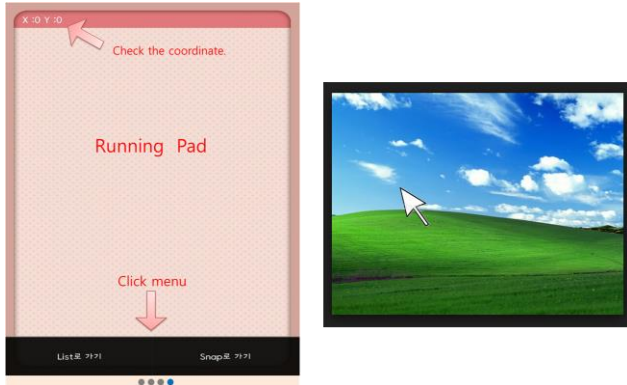 X :0 Y :0
Check the coordinate.
Running Pad
Click menu
List로 가기
Snap로 가기